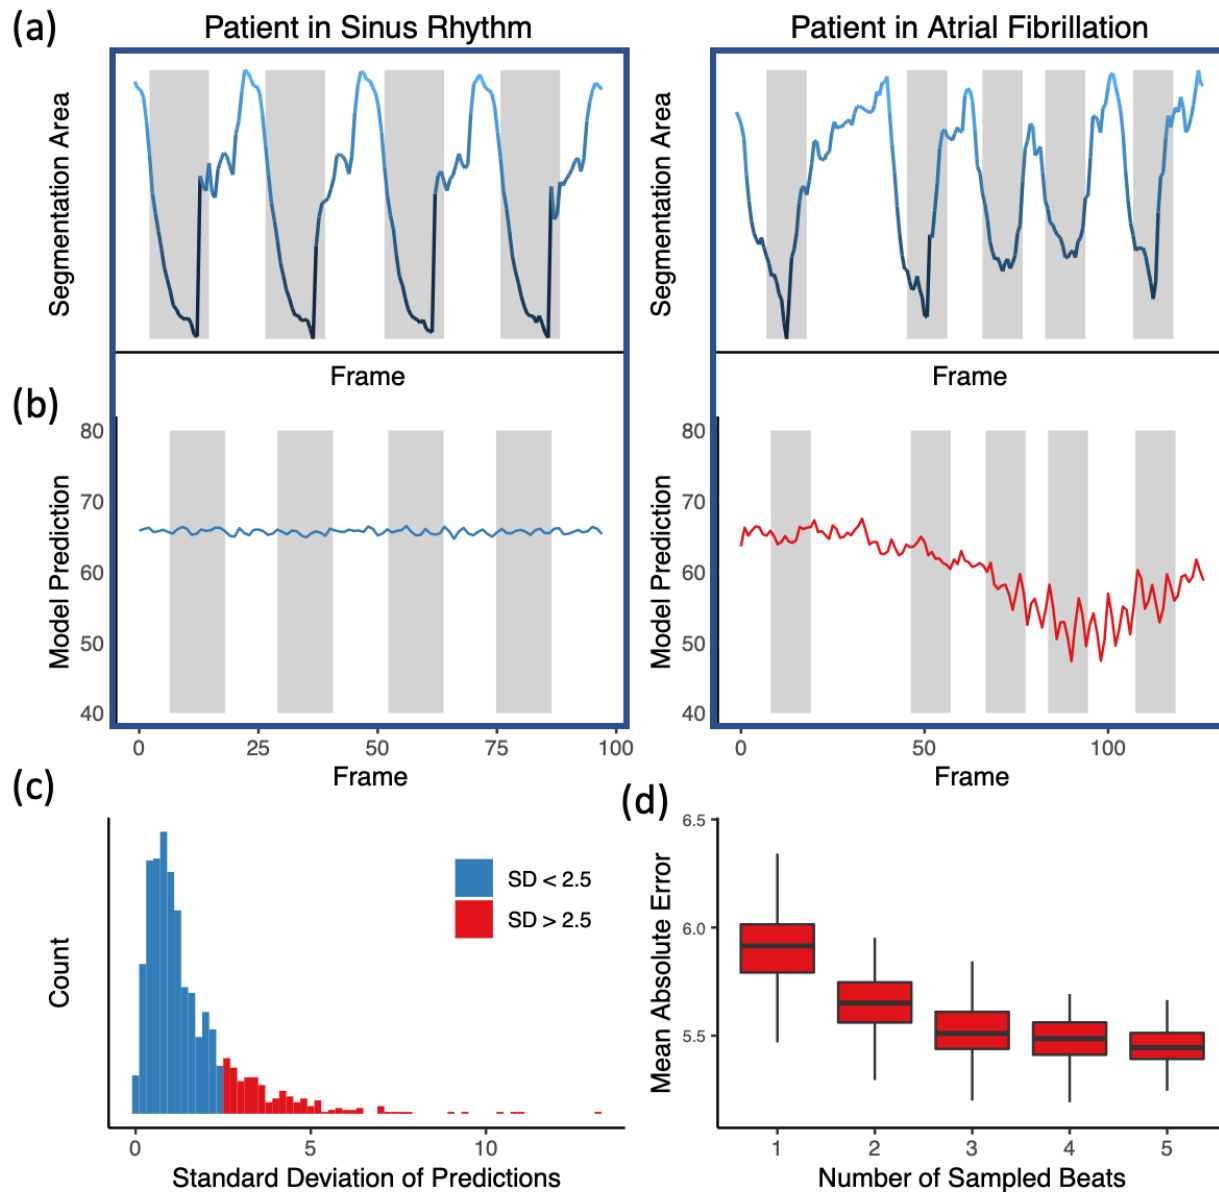 (a)
Patient in Sinus Rhythm
Patient in Atrial Fibrillation
Segmentation Area
Frame
Segmentation Area
Frame
(b)
Model Prediction
80
70
60
50
40
0 25 50 75 100
Frame
Model Prediction
80
70
60
50
40
0 50 100
Frame
(c)
Count
SD < 2.5
SD > 2.5
0 5 10
Standard Deviation of Predictions
(d)
Mean Absolute Error
6.5
6.0
5.5
1 2 3 4 5
Number of Sampled Beats